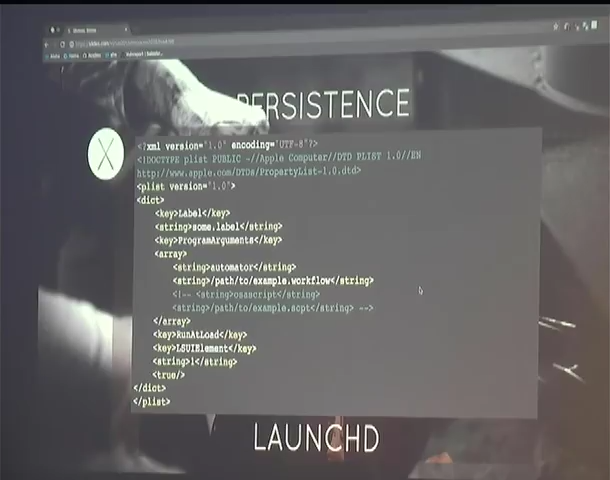 PERSISTENCE
X
<?xml version="1.0" encoding="UTF-8"?>
<!DOCTYPE plist PUBLIC -//Apple Computer//DTD PLIST 1.0//EN
http://www.apple.com/DTDs/PropertyList-1.0.dtd>
<plist version="1.0">
<dict>
<key>Label</key>
<string>some.label</string>
<key>ProgramArguments</key>
<array>
<string>automator</string>
<string>/path/to/example.workflow</string>
<!-- <string>osascript</string>
<string>/path/to/example.scpt</string> -->
</array>
<key>RunAtLoad</key>
<key>LSUIElement</key>
<string>1</string>
<true/>
</dict>
</plist>
LAUNCHD